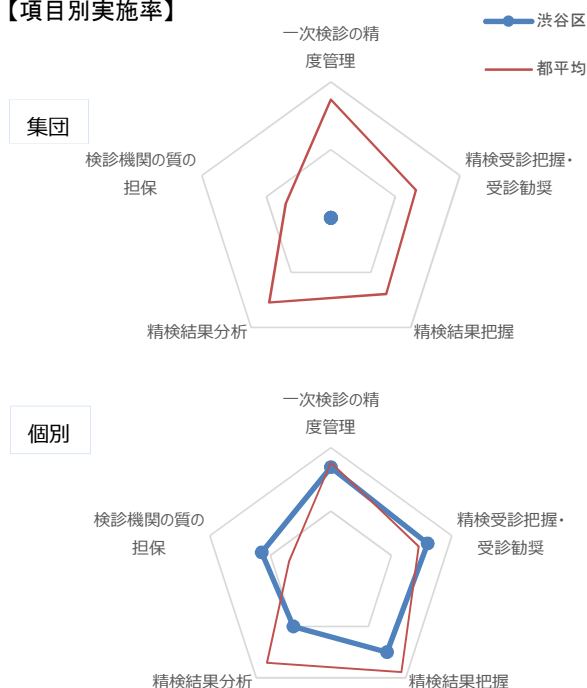 【項目別実施率】
渋谷区
都平均
集団
一次検診の精
度管理
精検受診把握・
受診勧奨
精検結果把握
精検結果分析
検診機関の質の
担保
個別
一次検診の精
度管理
精検受診把握・
受診勧奨
精検結果把握
精検結果分析
検診機関の質の
担保